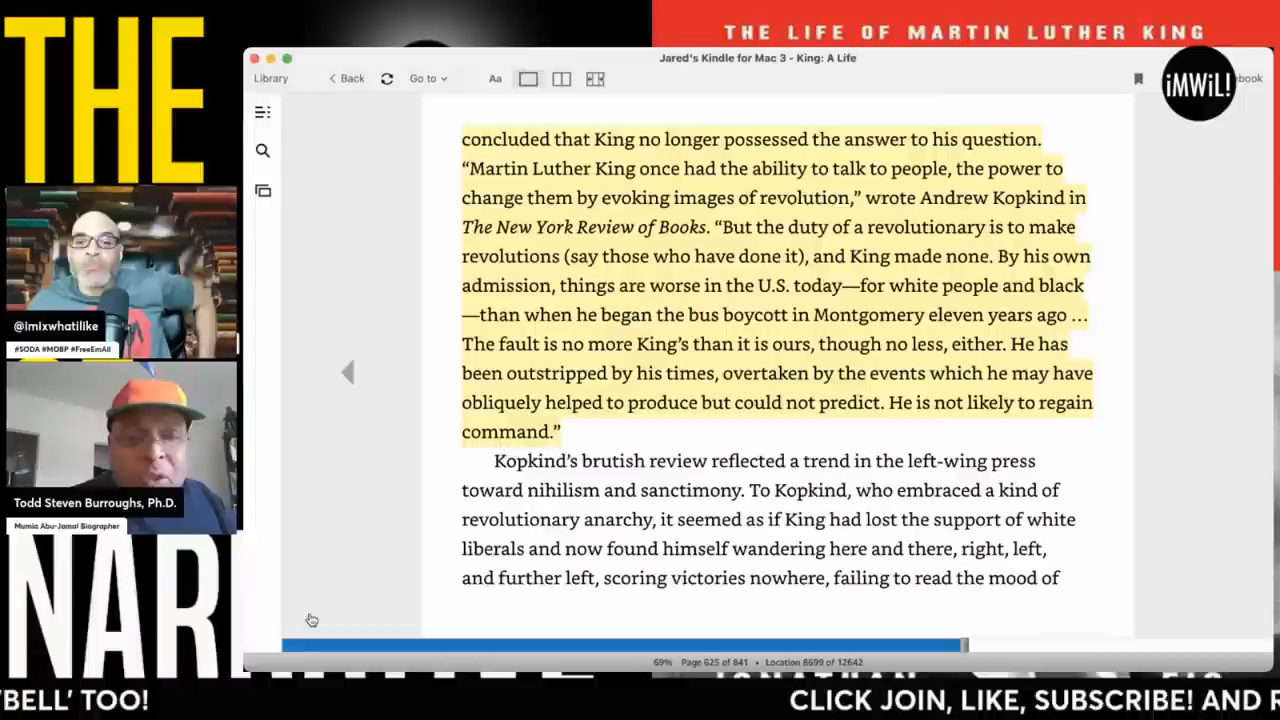 THE
THE LIFE OF MARTIN LUTHER KING
Jared's Kindle for Mac 3 - King: A Life
Library
Back
Go to
Aa
book
iMWiL!
concluded that King no longer possessed the answer to his question.
“Martin Luther King once had the ability to talk to people, the power to
change them by evoking images of revolution,” wrote Andrew Kopkind in
The New York Review of Books. “But the duty of a revolutionary is to make
revolutions (say those who have done it), and King made none. By his own
admission, things are worse in the U.S. today—for white people and black
—than when he began the bus boycott in Montgomery eleven years ago …
The fault is no more King’s than it is ours, though no less, either. He has
been outstripped by his times, overtaken by the events which he may have
obliquely helped to produce but could not predict. He is not likely to regain
command.”
Kopkind’s brutish review reflected a trend in the left-wing press
toward nihilism and sanctimony. To Kopkind, who embraced a kind of
revolutionary anarchy, it seemed as if King had lost the support of white
liberals and now found himself wandering here and there, right, left,
and further left, scoring victories nowhere, failing to read the mood of
69% Page 625 of 841 • Location 8699 of 12642
@imixwhatilike
#SODA #MOBP #FreeEmAll
Todd Steven Burroughs, Ph.D.
Mumia Abu-Jamal Biographer
NAR
YBELL’ TOO!
CLICK JOIN, LIKE, SUBSCRIBE! AND